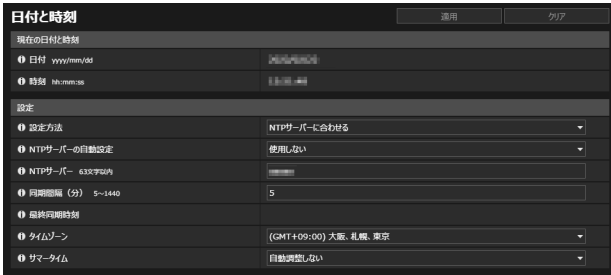 日付と時刻 適用 クリア
現在の日付と時刻
日付 yyyy/mm/dd
時刻 hh:mm:ss
設定
設定方法 NTPサーバーに合わせる
NTPサーバーの自動設定 使用しない
NTPサーバー 63文字以内
同期間隔（分） 5～1440 5
最終同期時刻
タイムゾーン (GMT+09:00) 大阪、札幌、東京
サマータイム 自動調整しない